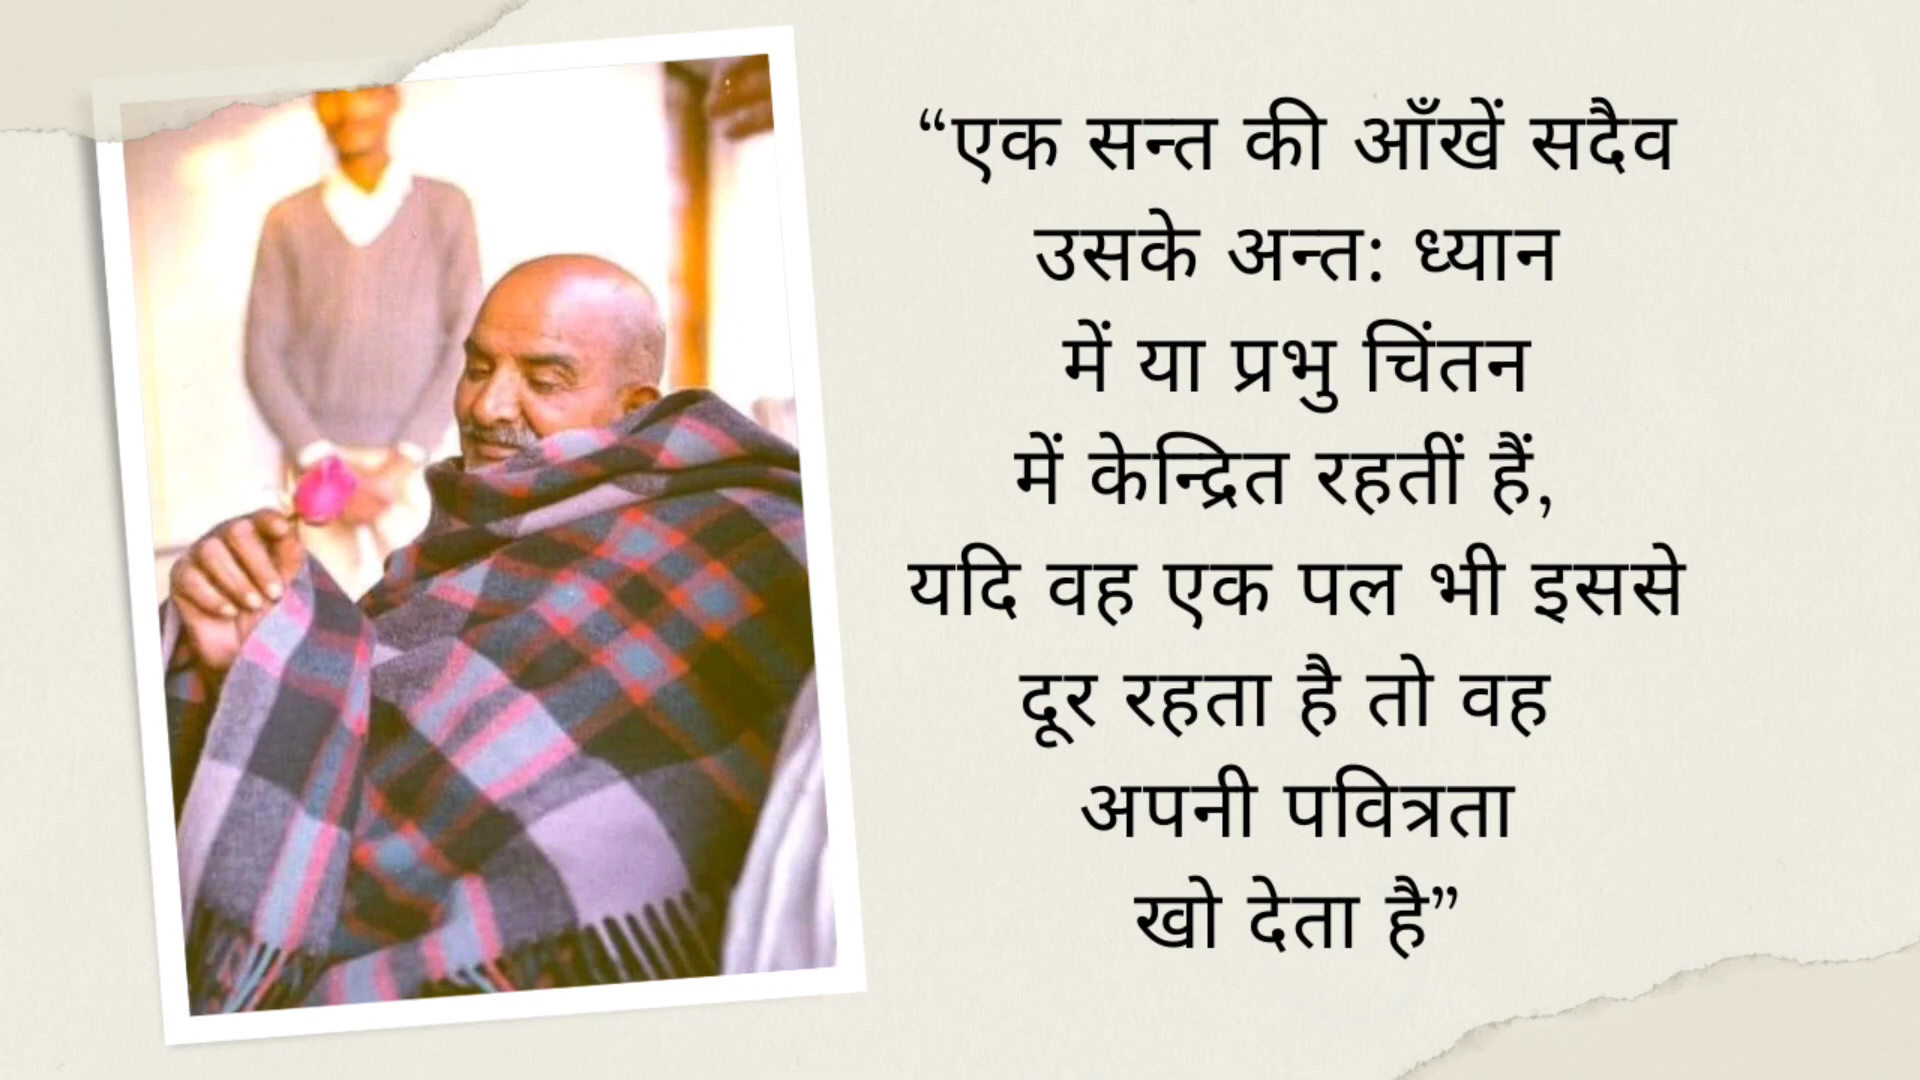 “एक सन्त की आँखें सदैव
उसके अन्त: ध्यान
में या प्रभु चिंतन
में केन्द्रित रहतीं हैं,
यदि वह एक पल भी इससे
दूर रहता है तो वह
अपनी पवित्रता
खो देता है”